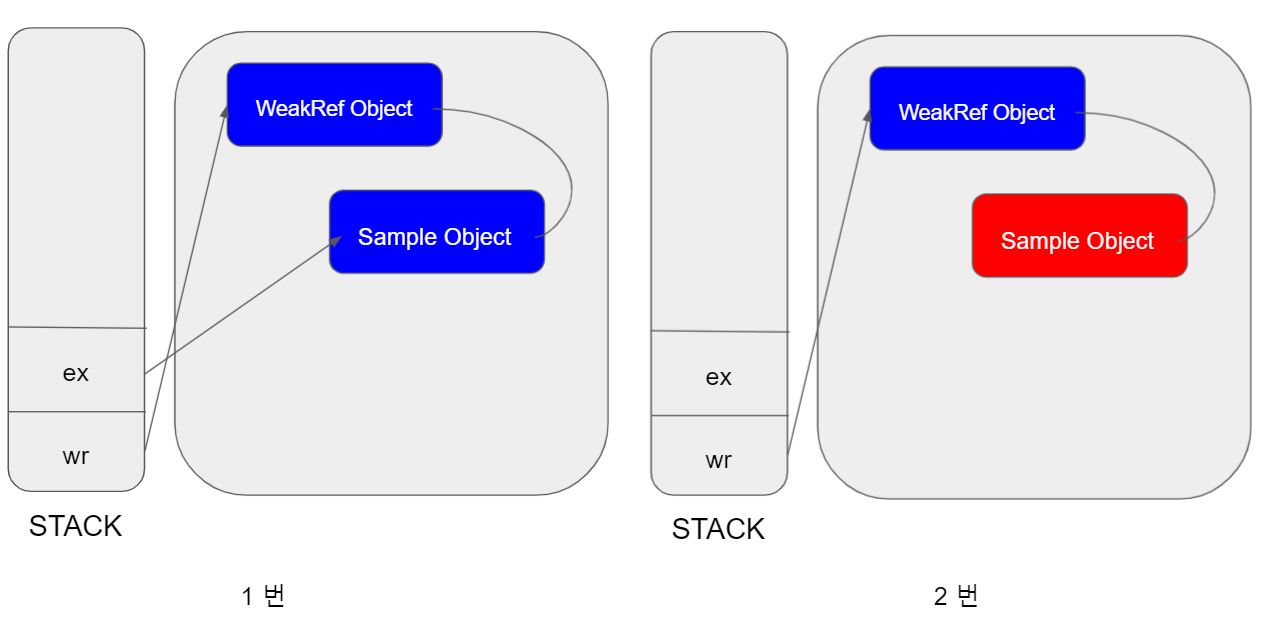 WeakRef Object
Sample Object
ex
wr
STACK
1 번
WeakRef Object
Sample Object
ex
wr
STACK
2 번